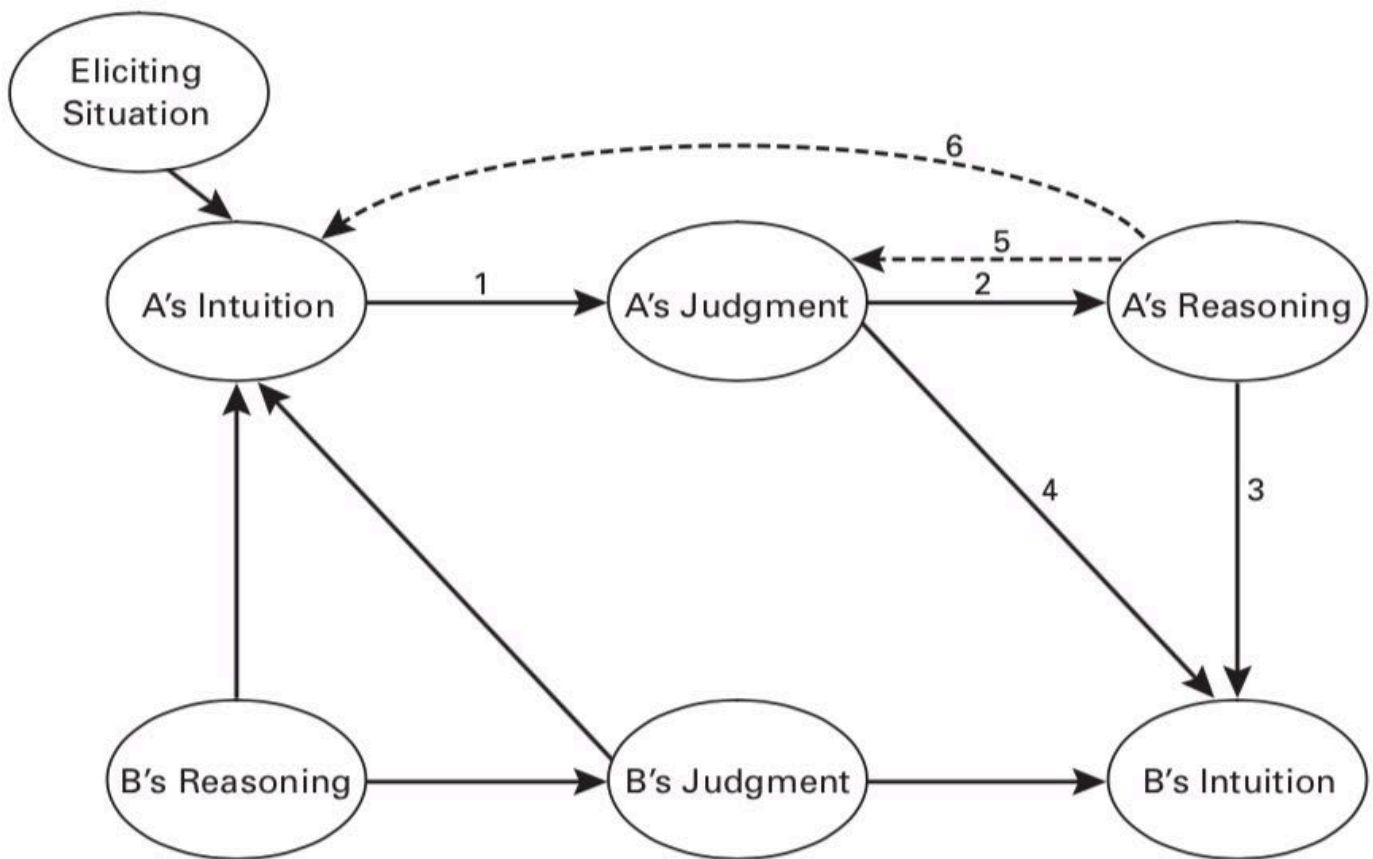 Eliciting
Situation
6
5
A's Intuition
1
A's Judgment
2
A's Reasoning
4
3
B's Reasoning
B's Judgment
B's Intuition